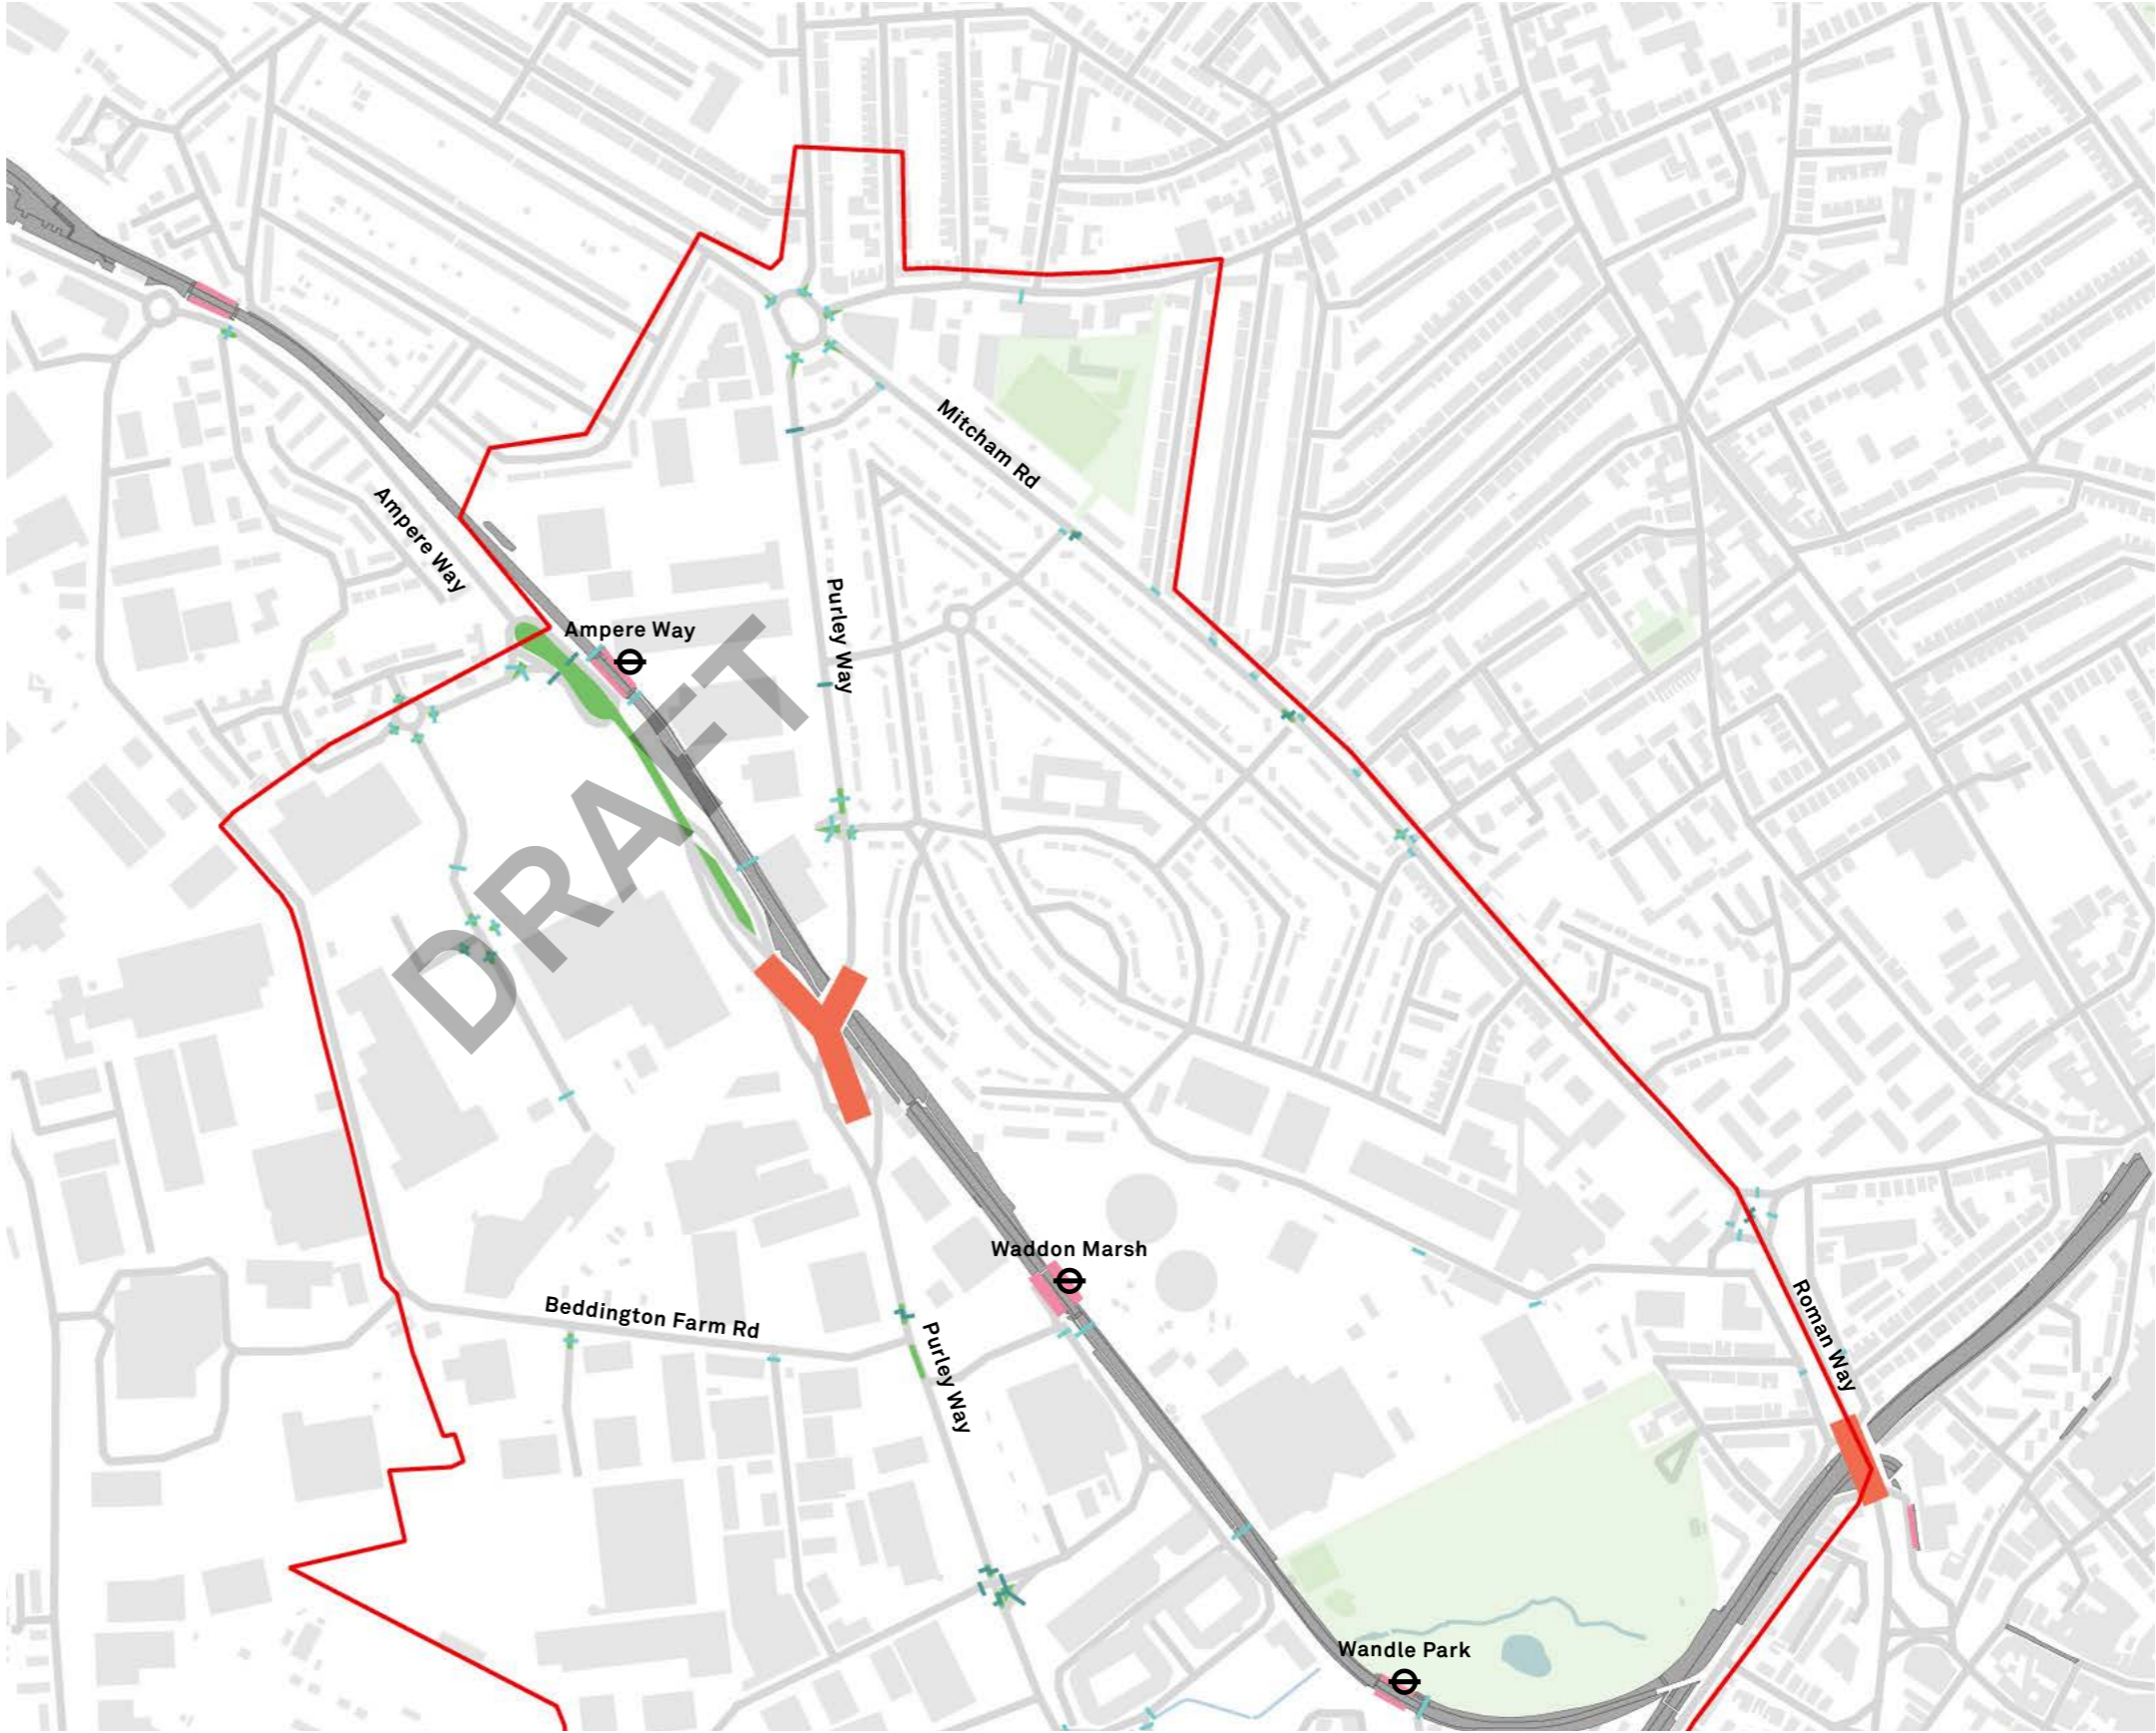 Mitcham Rd
Ampere Way
Purley Way
Ampere Way
DRAFT
Waddon Marsh
Roman Way
Beddington Farm Rd
Purley Way
Wandle Park